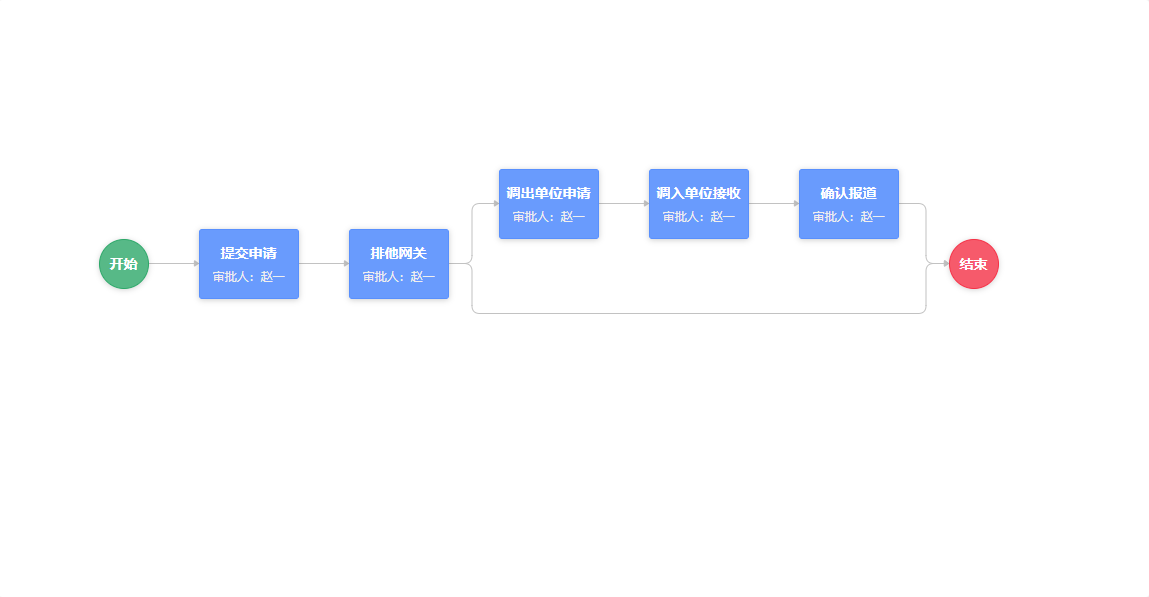 开始
提交申请
审批人：赵一
排他网关
审批人：赵一
调出单位申请
审批人：赵一
调入单位接收
审批人：赵一
确认报道
审批人：赵一
结束